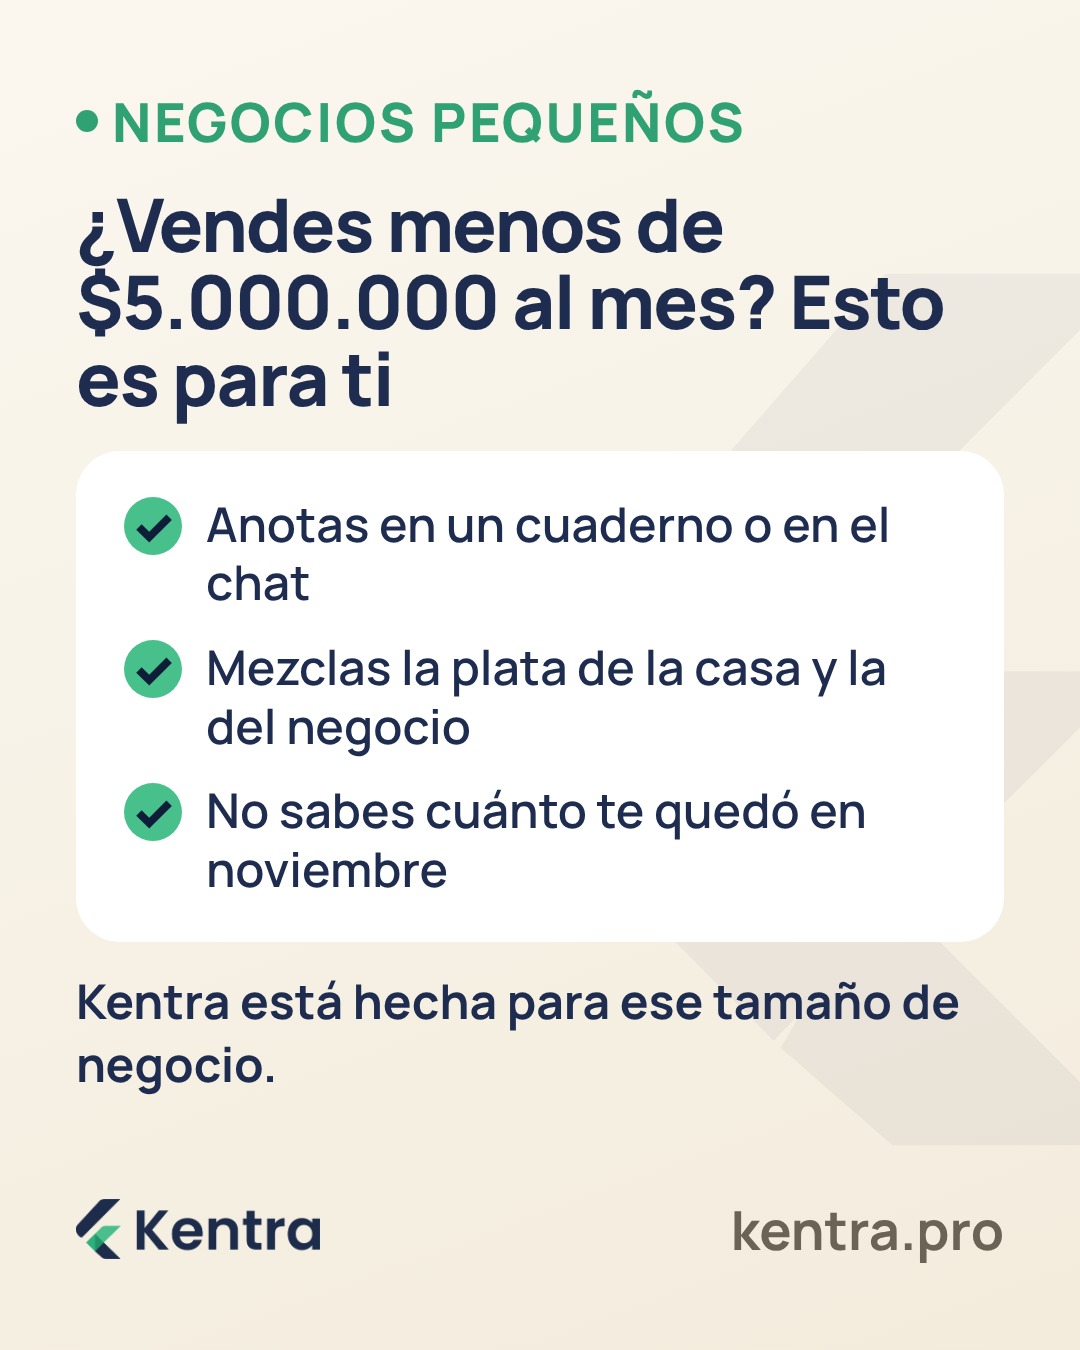 NEGOCIOS PEQUEÑOS
¿Vendes menos de
$5.000.000 al mes? Esto
es para ti
Anotas en un cuaderno o en el
chat
Mezclas la plata de la casa y la
del negocio
No sabes cuánto te quedó en
noviembre
Kentra está hecha para ese tamaño de
negocio.
Kentra
kentra.pro